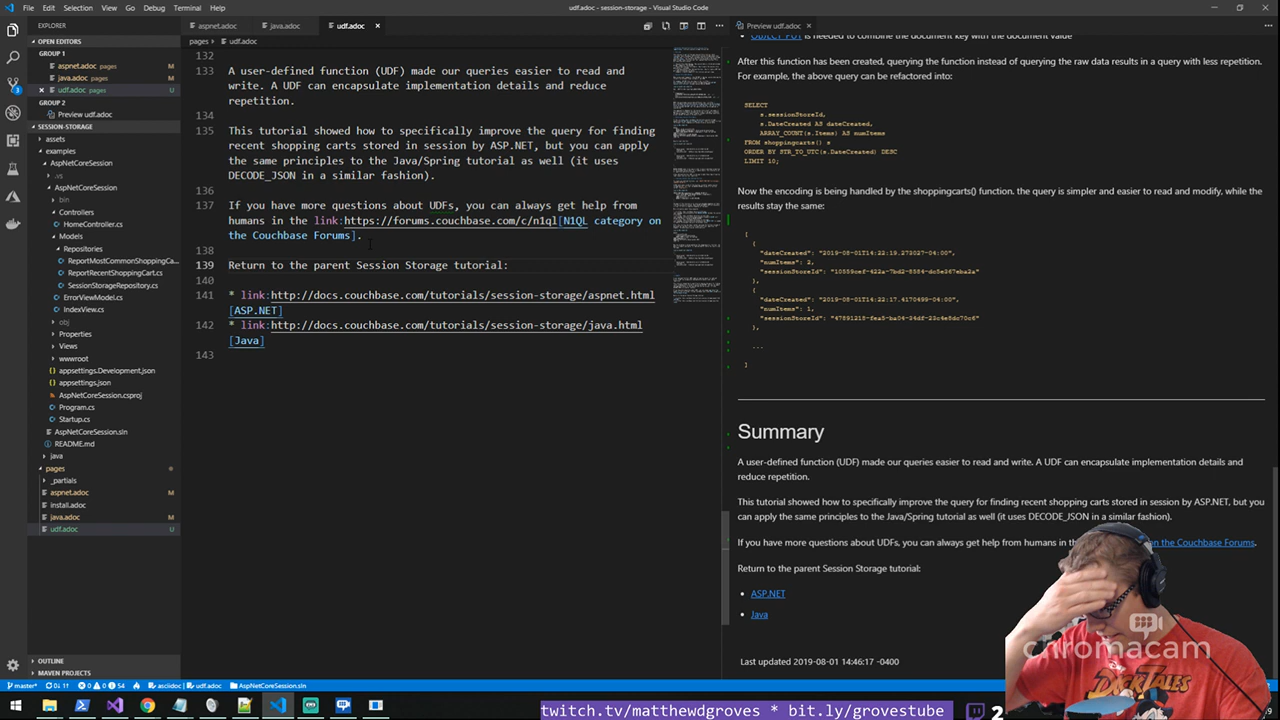 File Edit Selection View Go Debug Terminal Help
udf.adoc - session-storage - Visual Studio Code
EXPLORER
OPEN EDITORS
GROUP 1
aspnet.adoc pages M
java.adoc pages M
udf.adoc pages U
GROUP 2
Preview udf.adoc
SESSION-STORAGE
assets
examples
AspNetCoreSession
.vs
AspNetCoreSession
bin
Controllers
HomeController.cs
Models
Repositories
ReportMostCommonShoppingCa...
ReportRecentShoppingCart.cs
SessionStorageRepository.cs
ErrorViewModel.cs
IndexView.cs
obj
Properties
Views
wwwroot
appsettings.Development.json
appsettings.json
AspNetCoreSession.csproj
Program.cs
Startup.cs
AspNetCoreSession.sln
README.md
java
pages
_partials
aspnet.adoc M
install.adoc
java.adoc M
udf.adoc U
OUTLINE
MAVEN PROJECTS
aspnet.adoc java.adoc udf.adoc
pages > udf.adoc
132
133 A user-defined function (UDF) made our queries easier to read and
write. A UDF can encapsulate implementation details and reduce
repetition.
134
135 This tutorial showed how to specifically improve the query for finding
recent shopping carts stored in session by ASP.NET, but you can apply
the same principles to the Java/Spring tutorial as well (it uses
DECODE_JSON in a similar fashion).
136
137 If you have more questions about UDFs, you can always get help from
humans in the link:https://forums.couchbase.com/c/n1ql[N1QL category on
the Couchbase Forums].
138
139 Return to the parent Session Storage tutorial:
140
141 * link:http://docs.couchbase.com/tutorials/session-storage/aspnet.html
[ASP.NET]
142 * link:http://docs.couchbase.com/tutorials/session-storage/java.html
[Java]
143
Preview udf.adoc
OBJECT_PUT is needed to combine the document key with the document value
After this function has been created, querying the function instead of querying the raw data results in a query with less repetition.
For example, the above query can be refactored into:
SELECT
s.sessionStoreId,
s.DateCreated AS dateCreated,
ARRAY_COUNT(s.Items) AS numItems
FROM shoppingcarts() s
ORDER BY STR_TO_UTC(s.DateCreated) DESC
LIMIT 10;
Now the encoding is being handled by the shoppingcarts() function. the query is simpler and easier to read and modify, while the
results stay the same:
[
{
"dateCreated": "2019-08-01T14:22:19.273027-04:00",
"numItems": 2,
"sessionStoreId":
},
{
"dateCreated": "2019-08-01T14:22:17.4170499-04:00",
"numItems": 1,
"sessionStoreId":
},
...
]
Summary
A user-defined function (UDF) made our queries easier to read and write. A UDF can encapsulate implementation details and
reduce repetition.
This tutorial showed how to specifically improve the query for finding recent shopping carts stored in session by ASP.NET, but you
can apply the same principles to the Java/Spring tutorial as well (it uses DECODE_JSON in a similar fashion).
If you have more questions about UDFs, you can always get help from humans in th on the Couchbase Forums.
Return to the parent Session Storage tutorial:
ASP.NET
Java
Last updated 2019-08-01 14:46:17 -0400
chromacam
DUCKTALES
master* 0↓ 1↑ 0 0 54 asciidoc udf.adoc AspNetCoreSession.sln
twitch.tv/matthewdgroves * bit.ly/grovestube 2